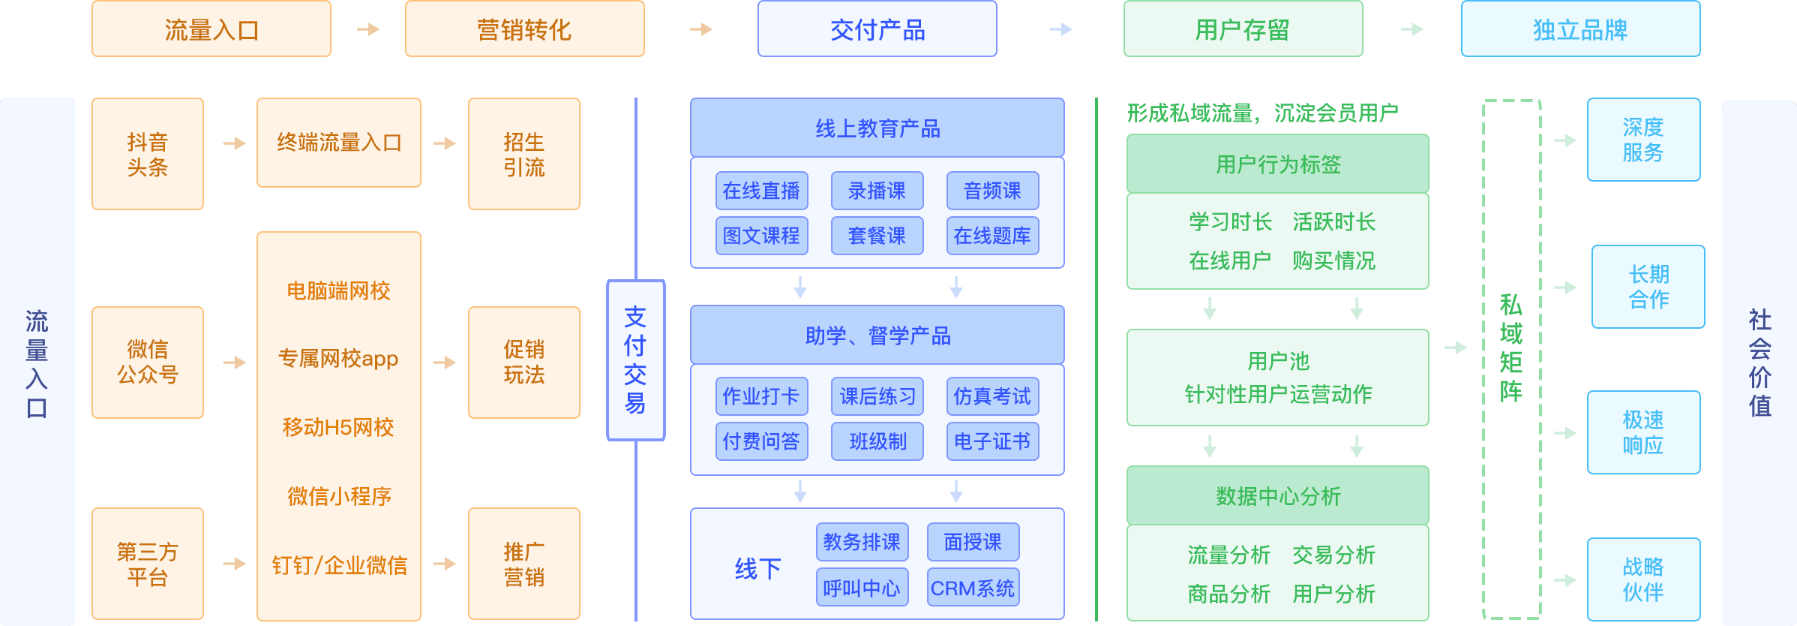 流量入口
营销转化
交付产品
用户存留
独立品牌
流量入口
抖音
头条
微信
公众号
第三方
平台
终端流量入口
电脑端网校
专属网校app
移动H5网校
微信小程序
钉钉/企业微信
招生
引流
促销
玩法
推广
营销
支付交易
线上教育产品
在线直播 录播课 音频课
图文课程 套餐课 在线题库
助学、督学产品
作业打卡 课后练习 仿真考试
付费问答 班级制 电子证书
线下
教务排课 面授课
呼叫中心 CRM系统
形成私域流量，沉淀会员用户
用户行为标签
学习时长 活跃时长
在线用户 购买情况
用户池
针对性用户运营动作
数据中心分析
流量分析 交易分析
商品分析 用户分析
私域矩阵
深度
服务
长期
合作
极速
响应
战略
伙伴
社会价值